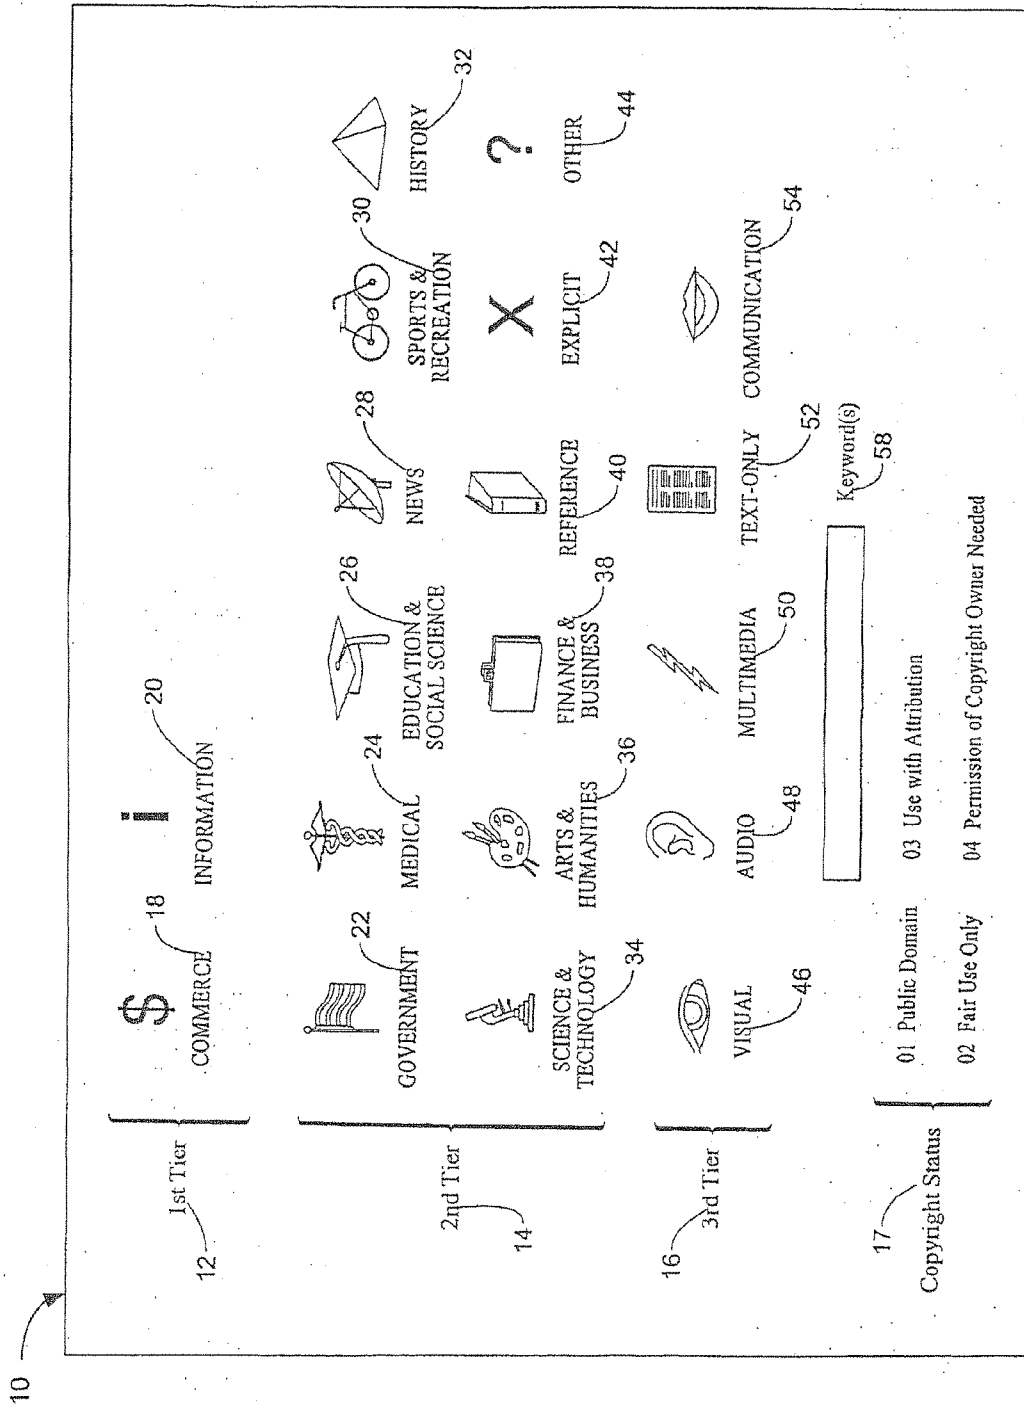 10
12
1st Tier
$
COMMERCE
18
i
INFORMATION
20
14
2nd Tier
GOVERNMENT
22
MEDICAL
24
EDUCATION &
SOCIAL SCIENCE
26
NEWS
28
SPORTS &
RECREATION
30
HISTORY
32
SCIENCE &
TECHNOLOGY
34
ARTS &
HUMANITIES
36
FINANCE &
BUSINESS
38
REFERENCE
40
X
EXPLICIT
42
?
OTHER
44
16
3rd Tier
VISUAL
46
AUDIO
48
MULTIMEDIA
50
TEXT-ONLY
52
COMMUNICATION
54
Keyword(s)
58
17
Copyright Status
01 Public Domain
03 Use with Attribution
02 Fair Use Only
04 Permission of Copyright Owner Needed